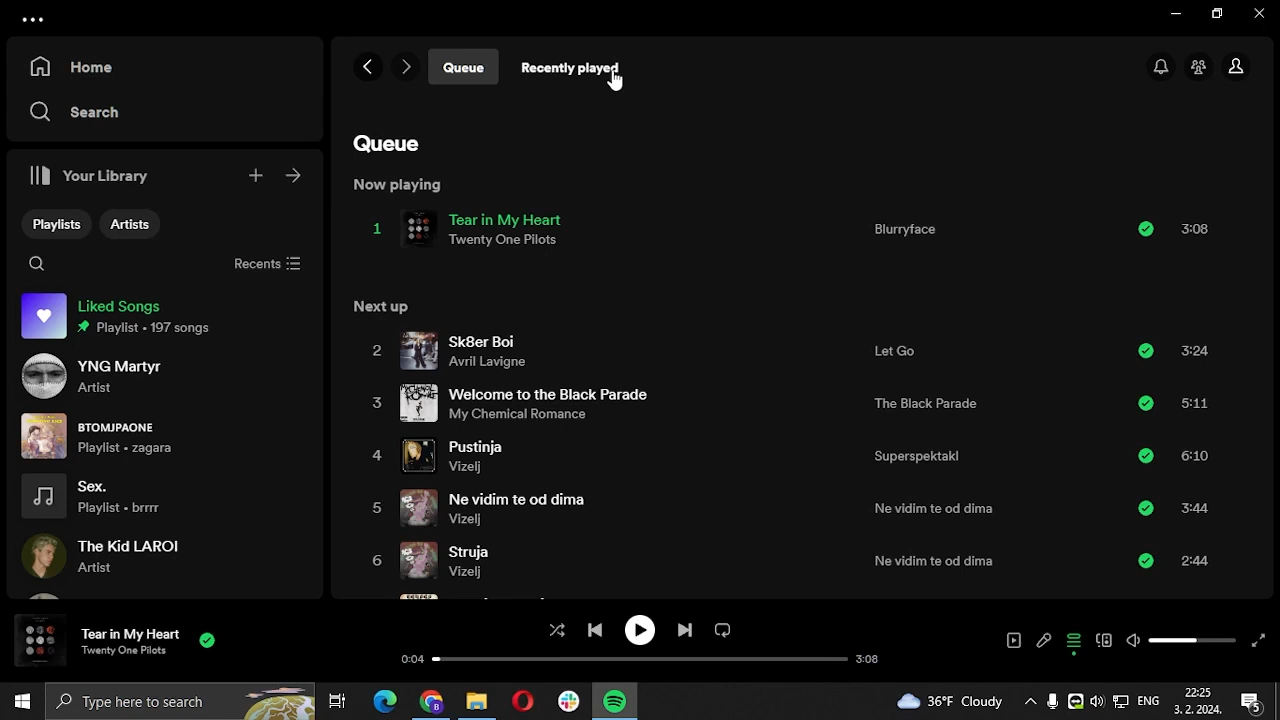 Home
Search
Your Library
Playlists Artists
Recents
Liked Songs
Playlist • 197 songs
YNG Martyr
Artist
BTOMJPAONE
Playlist • zagara
Sex.
Playlist • brrrr
The Kid LAROI
Artist
Queue Recently played
Queue
Now playing
1 Tear in My Heart Blurryface 3:08
Twenty One Pilots
Next up
2 Sk8er Boi Let Go 3:24
Avril Lavigne
3 Welcome to the Black Parade The Black Parade 5:11
My Chemical Romance
4 Pustinja Superspektakl 6:10
Vizelj
5 Ne vidim te od dima Ne vidim te od dima 3:44
Vizelj
6 Struja Ne vidim te od dima 2:44
Vizelj
Tear in My Heart
Twenty One Pilots
0:04 3:08
Type here to search
36°F Cloudy
ENG
22:25
3. 2. 2024.
5